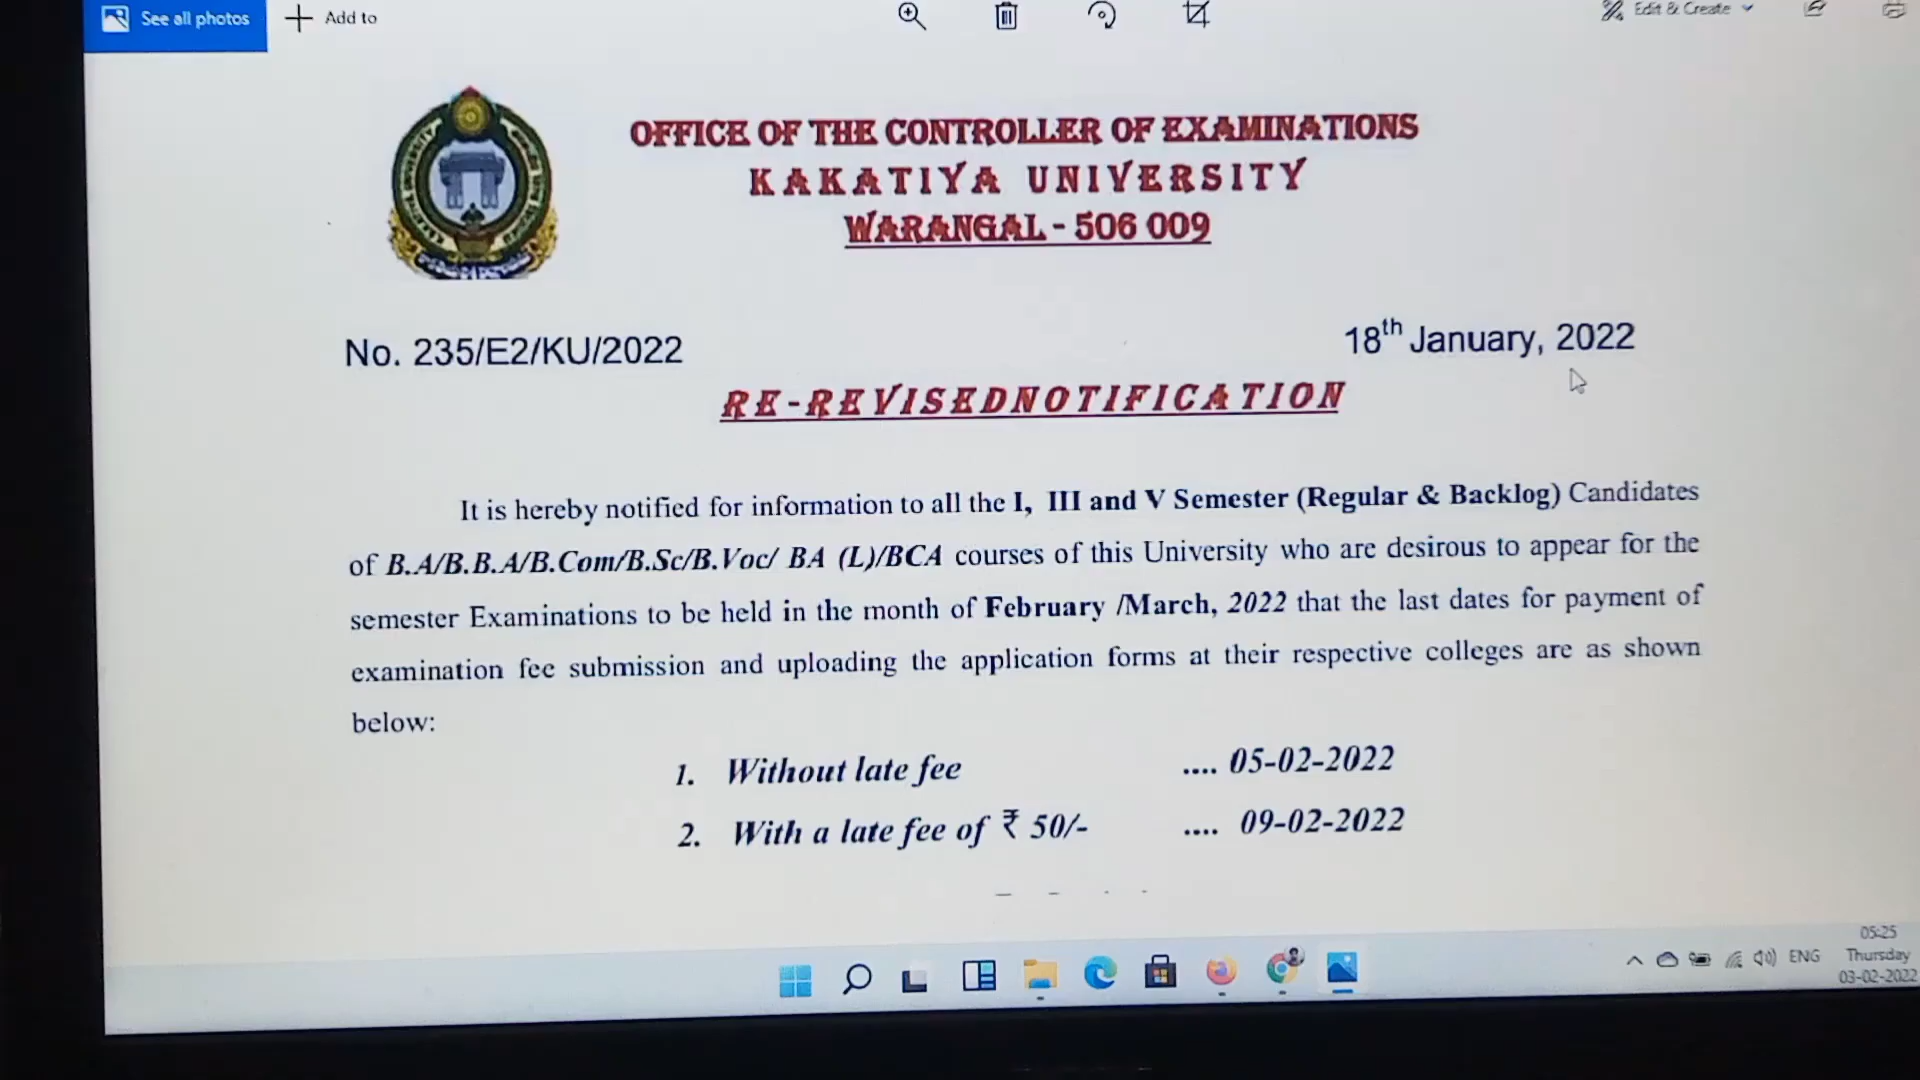 See all photos
Add to
Edit & Create
OFFICE OF THE CONTROLLER OF EXAMINATIONS
KAKATIYA UNIVERSITY
WARANGAL - 506 009
No. 235/E2/KU/2022
18th January, 2022
RE-REVISEDNOTIFICATION
It is hereby notified for information to all the I, III and V Semester (Regular & Backlog) Candidates
of B.A/B.B.A/B.Com/B.Sc/B.Voc/ BA (L)/BCA courses of this University who are desirous to appear for the
semester Examinations to be held in the month of February /March, 2022 that the last dates for payment of
examination fee submission and uploading the application forms at their respective colleges are as shown
below:
1. Without late fee .... 05-02-2022
2. With a late fee of ₹ 50/- .... 09-02-2022
ENG
05:25
Thursday
03-02-2022